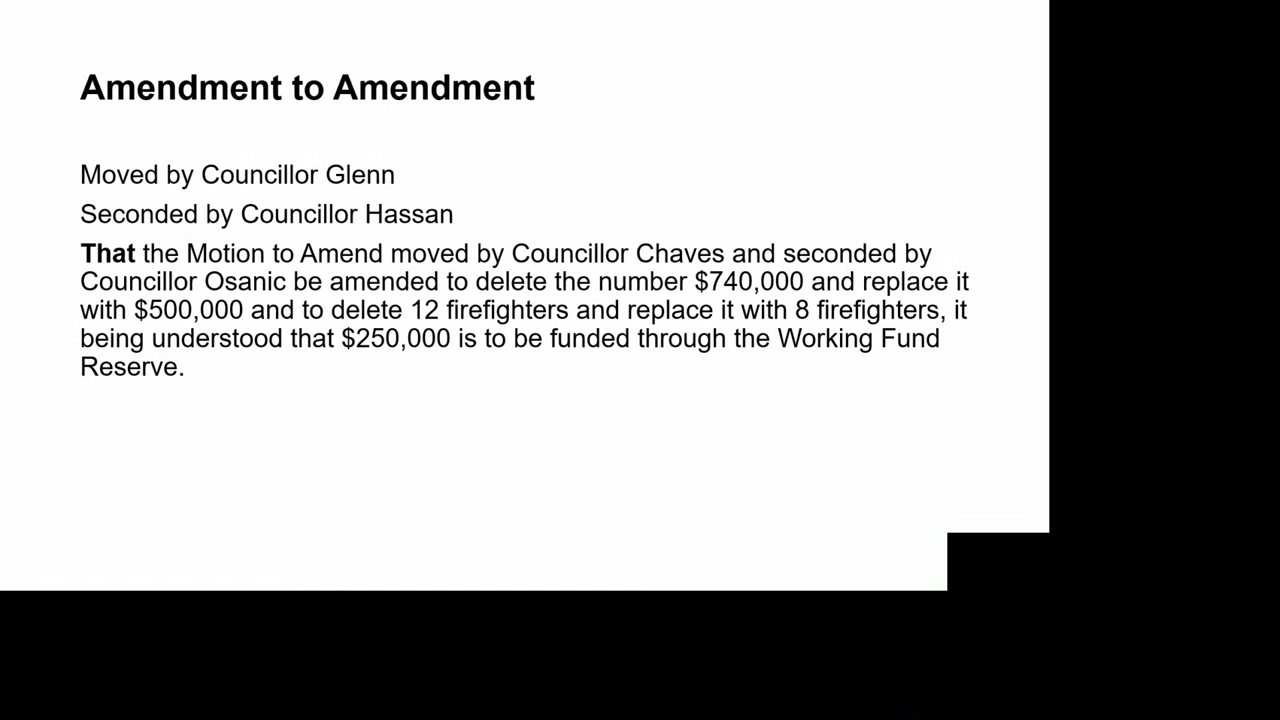 Amendment to Amendment
Moved by Councillor Glenn
Seconded by Councillor Hassan
That the Motion to Amend moved by Councillor Chaves and seconded by
Councillor Osanic be amended to delete the number $740,000 and replace it
with $500,000 and to delete 12 firefighters and replace it with 8 firefighters, it
being understood that $250,000 is to be funded through the Working Fund
Reserve.